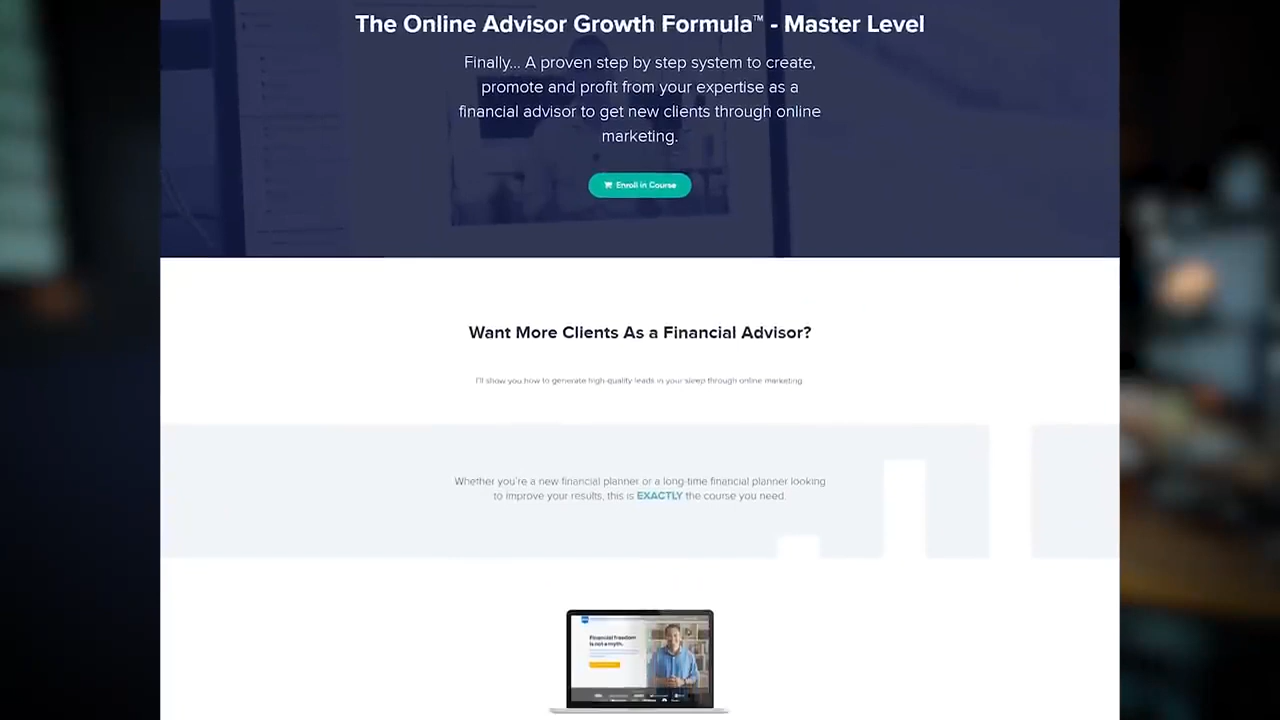 The Online Advisor Growth Formula™ - Master Level
Finally... A proven step by step system to create,
promote and profit from your expertise as a
financial advisor to get new clients through online
marketing.
Enroll in Course
Want More Clients As a Financial Advisor?
I'll show you how to generate high-quality leads in your sleep through online marketing
Whether you're a new financial planner or a long-time financial planner looking
to improve your results, this is EXACTLY the course you need.
Financial freedom
is not a myth.